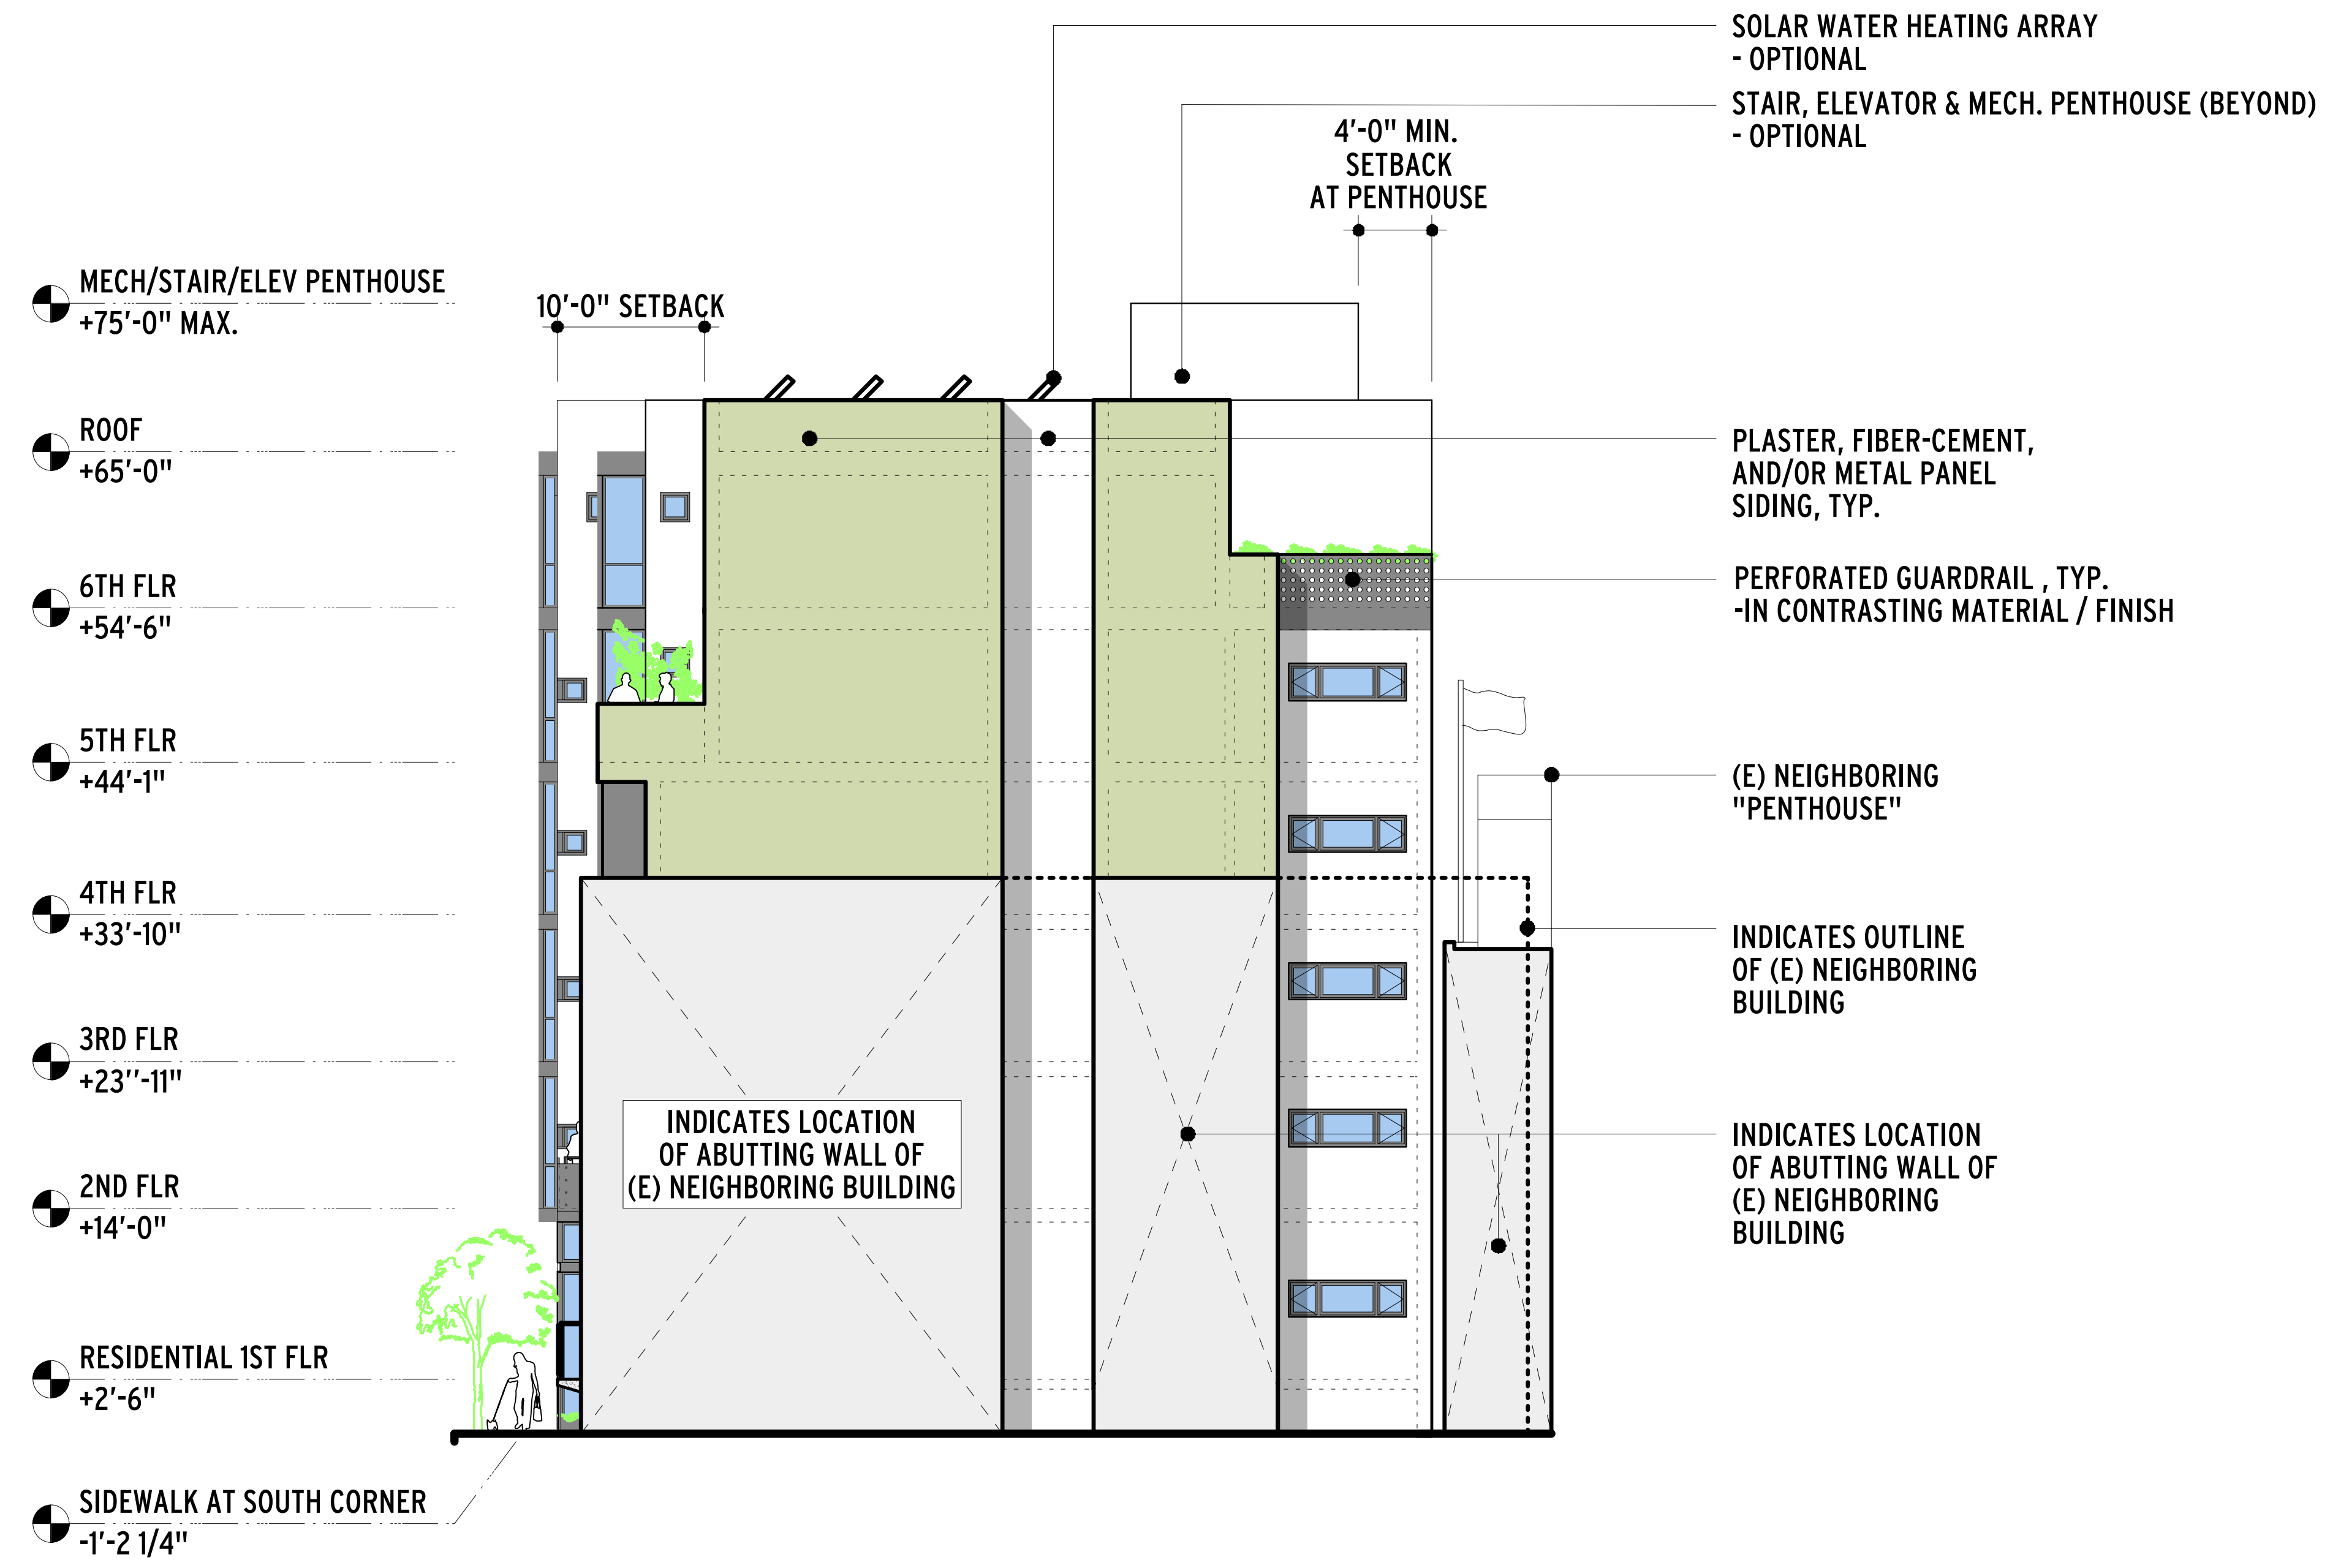 SOLAR WATER HEATING ARRAY
- OPTIONAL
STAIR, ELEVATOR & MECH. PENTHOUSE (BEYOND)
- OPTIONAL
4'-0" MIN.
SETBACK
AT PENTHOUSE
10'-0" SETBACK
MECH/STAIR/ELEV PENTHOUSE
+75'-0" MAX.
ROOF
+65'-0"
6TH FLR
+54'-6"
5TH FLR
+44'-1"
4TH FLR
+33'-10"
3RD FLR
+23''-11"
2ND FLR
+14'-0"
RESIDENTIAL 1ST FLR
+2'-6"
SIDEWALK AT SOUTH CORNER
-1'-2 1/4"
INDICATES LOCATION
OF ABUTTING WALL OF
(E) NEIGHBORING BUILDING
PLASTER, FIBER-CEMENT,
AND/OR METAL PANEL
SIDING, TYP.
PERFORATED GUARDRAIL , TYP.
-IN CONTRASTING MATERIAL / FINISH
(E) NEIGHBORING
"PENTHOUSE"
INDICATES OUTLINE
OF (E) NEIGHBORING
BUILDING
INDICATES LOCATION
OF ABUTTING WALL OF
(E) NEIGHBORING
BUILDING